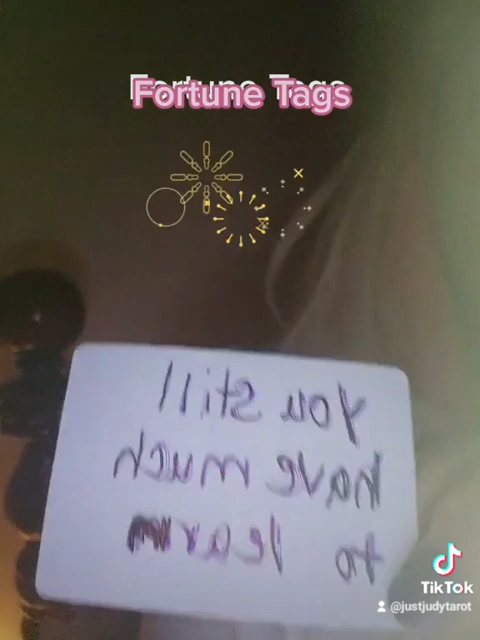 Fortune Tags
you still
have much
to learn
TikTok
@justjudytarot